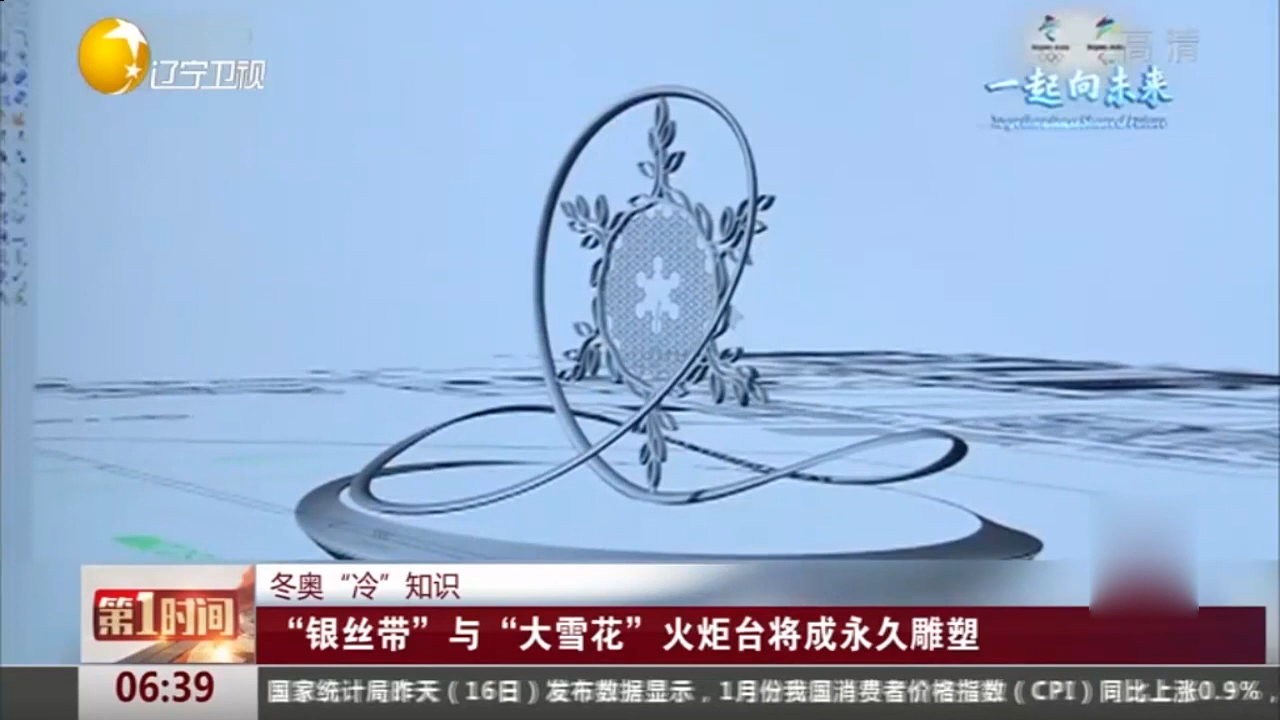 辽宁卫视
高清
一起向未来
冬奥“冷”知识
第1时间
“银丝带”与“大雪花”火炬台将成永久雕塑
06:39
国家统计局昨天（16日）发布数据显示，1月份我国消费者价格指数（CPI）同比上涨0.9%，